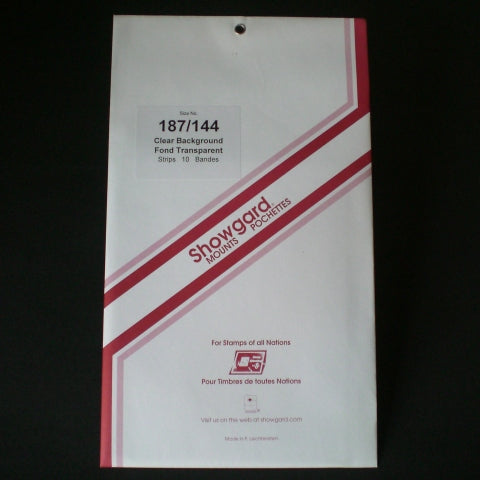 Size No.
187/144
Clear Background
Fond Transparent
Strips 10 Bandes
Showgard®
MOUNTS POCHETTES
For Stamps of all Nations
Pour Timbres de toutes Nations
Visit us on the web at showgard.com
Made in F. Liechtenstein